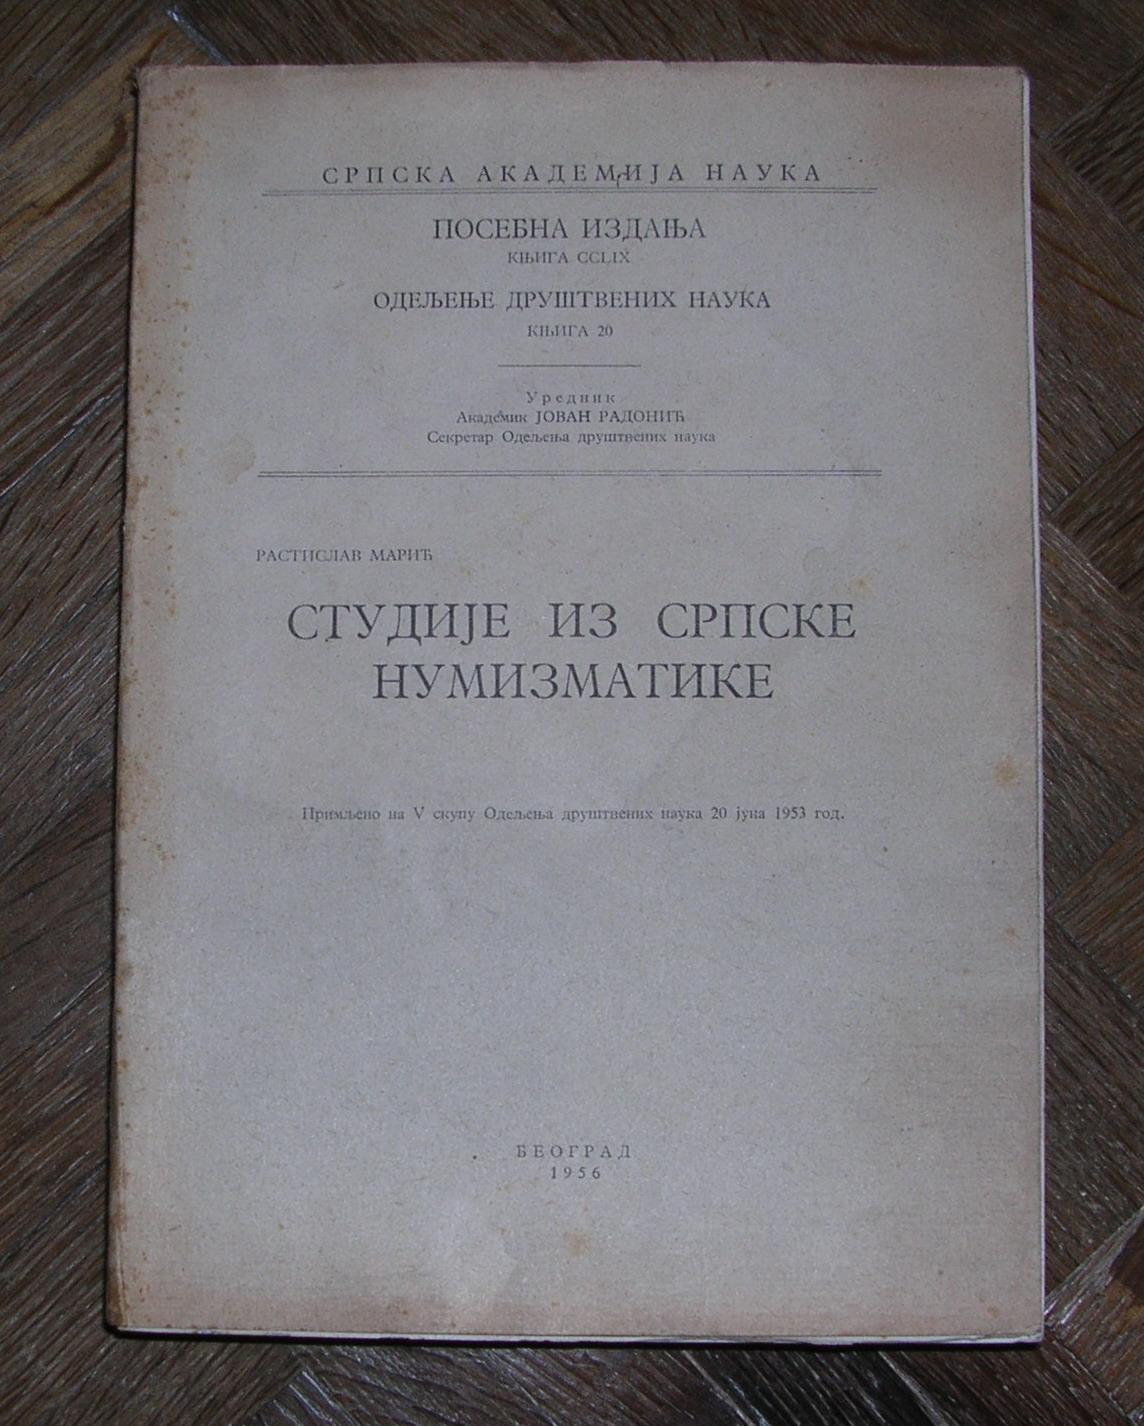 СРПСКА АКАДЕМИЈА НАУКА
ПОСЕБНА ИЗДАЊА
КЊИГА CCLIX
ОДЕЉЕЊЕ ДРУШТВЕНИХ НАУКА
КЊИГА 20
Уредник
Академик ЈОВАН РАДОНИЋ
Секретар Одељења друштвених наука
РАСТИСЛАВ МАРИЋ
СТУДИЈЕ ИЗ СРПСКЕ
НУМИЗМАТИКЕ
Примљено на V скупу Одељења друштвених наука 20 јуна 1953 год.
БЕОГРАД
1956